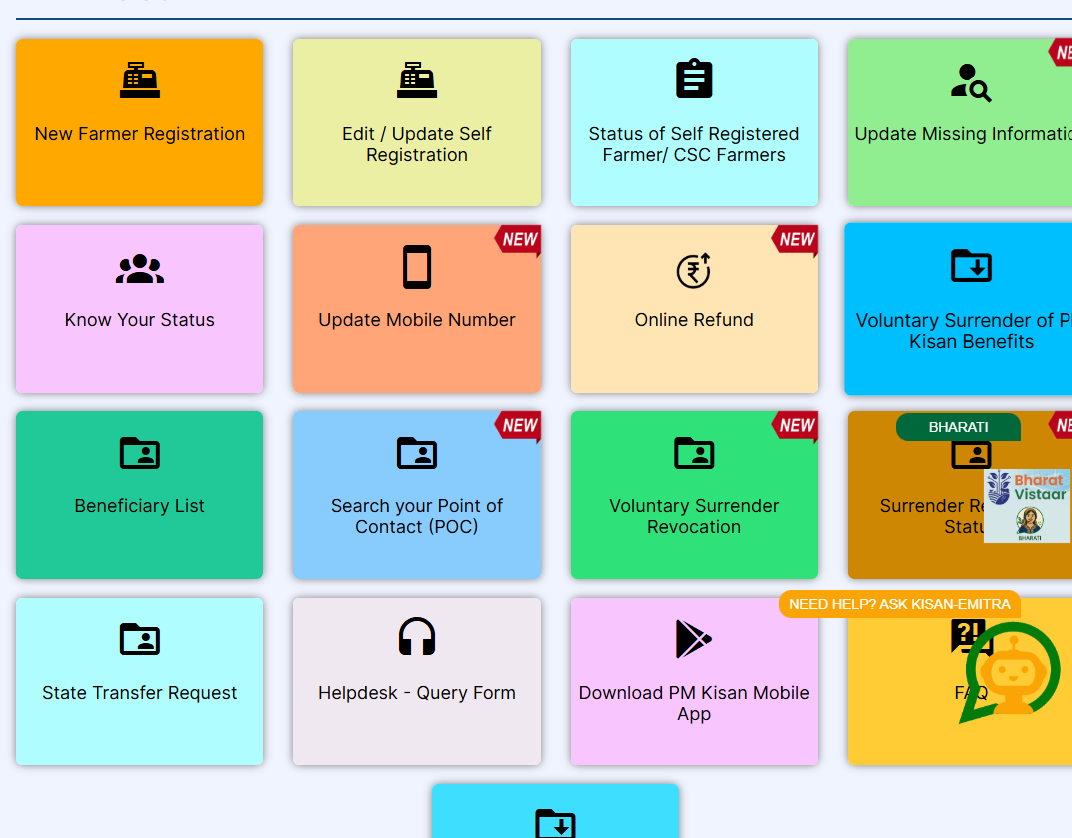 New Farmer Registration
Edit / Update Self
Registration
Status of Self Registered
Farmer/ CSC Farmers
Update Missing
Know Your Status
NEW
Update Mobile Number
NEW
Online Refund
Voluntary Surrender of
Kisan Benefits
Beneficiary List
NEW
Search your Point of
Contact (POC)
NEW
Voluntary Surrender
Revocation
BHARATI
Surrender
Bharat
Vistaar
BHARATI
State Transfer Request
Helpdesk - Query Form
Download PM Kisan Mobile
App
NEED HELP? ASK KISAN-EMITRA
?!
FAQ